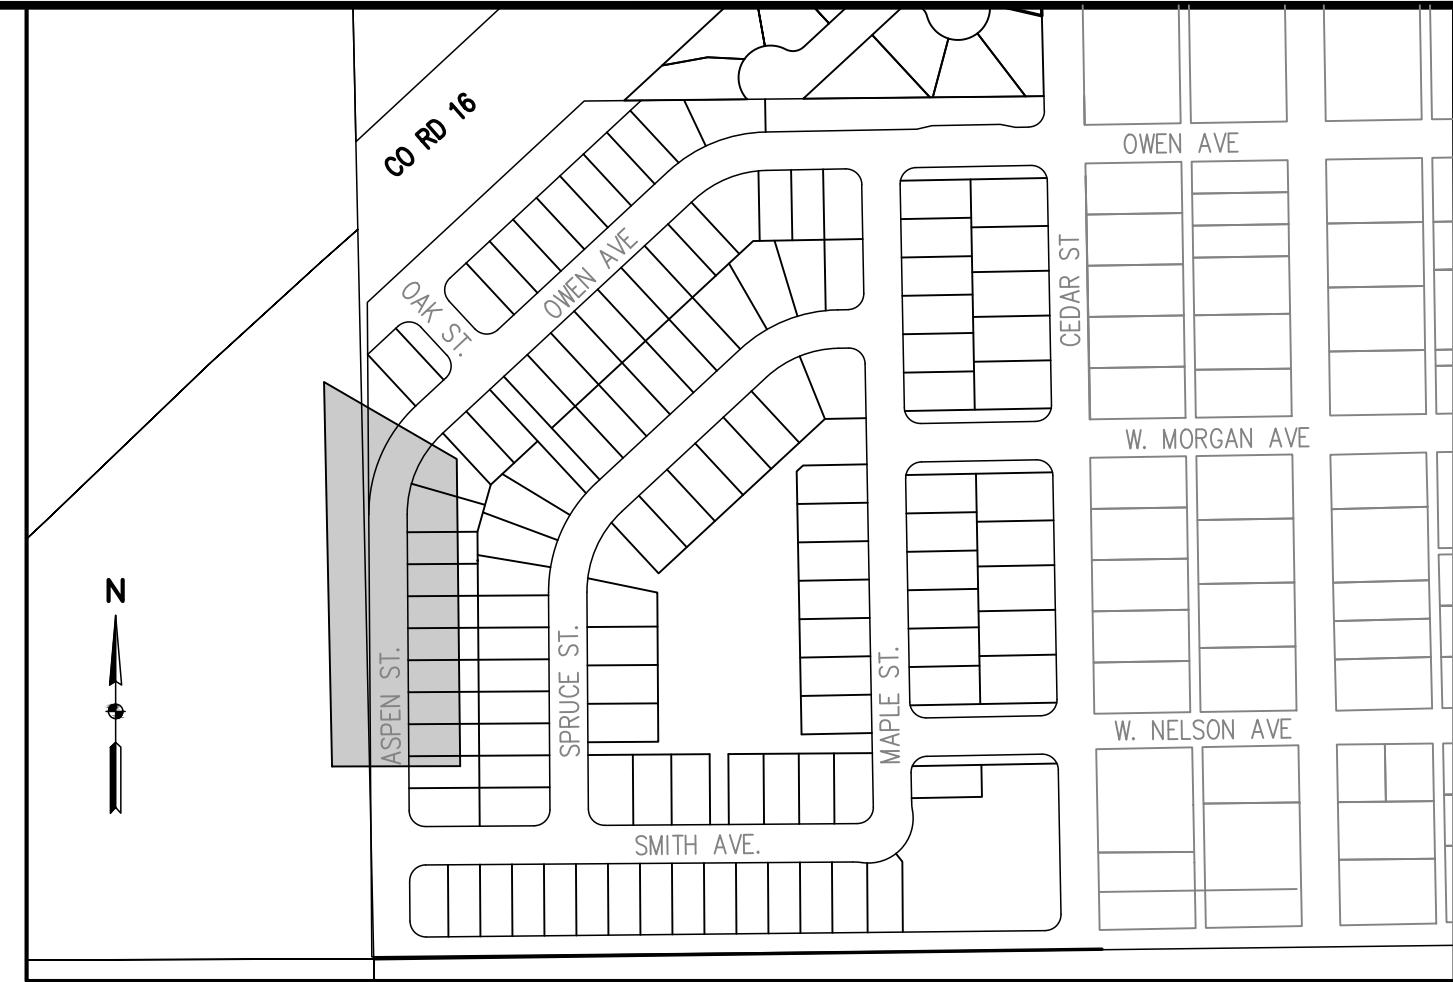 CO RD 16
OWEN AVE
OAK ST.
OWEN AVE
CEDAR ST
W. MORGAN AVE
N
ASPEN ST.
SPRUCE ST.
MAPLE ST.
W. NELSON AVE
SMITH AVE.